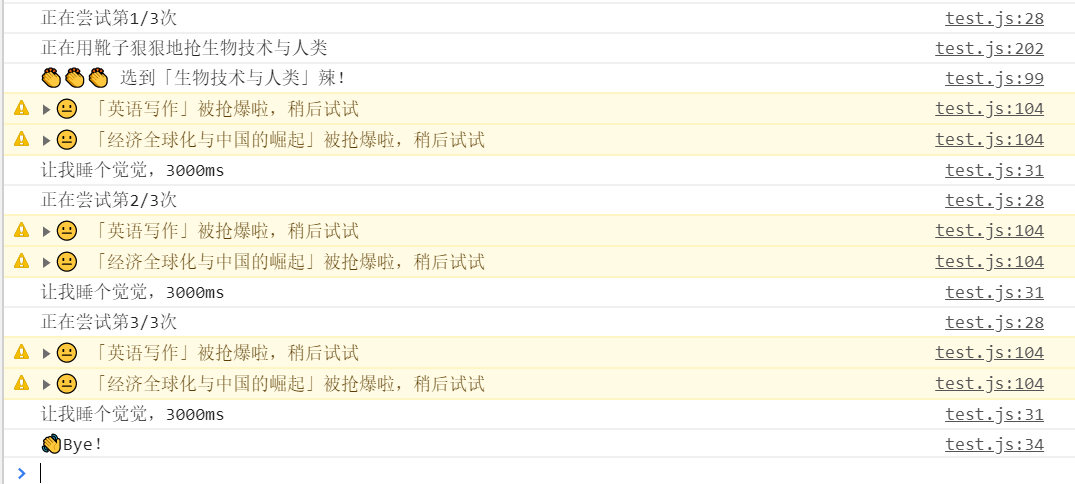 正在尝试第1/3次 test.js:28
正在用靴子狠狠地抢生物技术与人类 test.js:202
👏👏👏 选到「生物技术与人类」辣! test.js:99
😐 「英语写作」被抢爆啦，稍后试试 test.js:104
😐 「经济全球化与中国的崛起」被抢爆啦，稍后试试 test.js:104
让我睡个觉觉，3000ms test.js:31
正在尝试第2/3次 test.js:28
😐 「英语写作」被抢爆啦，稍后试试 test.js:104
😐 「经济全球化与中国的崛起」被抢爆啦，稍后试试 test.js:104
让我睡个觉觉，3000ms test.js:31
正在尝试第3/3次 test.js:28
😐 「英语写作」被抢爆啦，稍后试试 test.js:104
😐 「经济全球化与中国的崛起」被抢爆啦，稍后试试 test.js:104
让我睡个觉觉，3000ms test.js:31
👋Bye! test.js:34